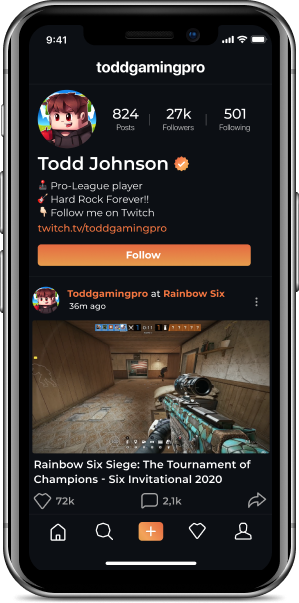 9:41
toddgamingpro
824 27k 501
Posts Followers Following
Todd Johnson
Pro-League player
Hard Rock Forever!!
Follow me on Twitch
twitch.tv/toddgamingpro
Follow
Toddgamingpro at Rainbow Six
36m ago
Rainbow Six Siege: The Tournament of
Champions - Six Invitational 2020
72k 2,1k